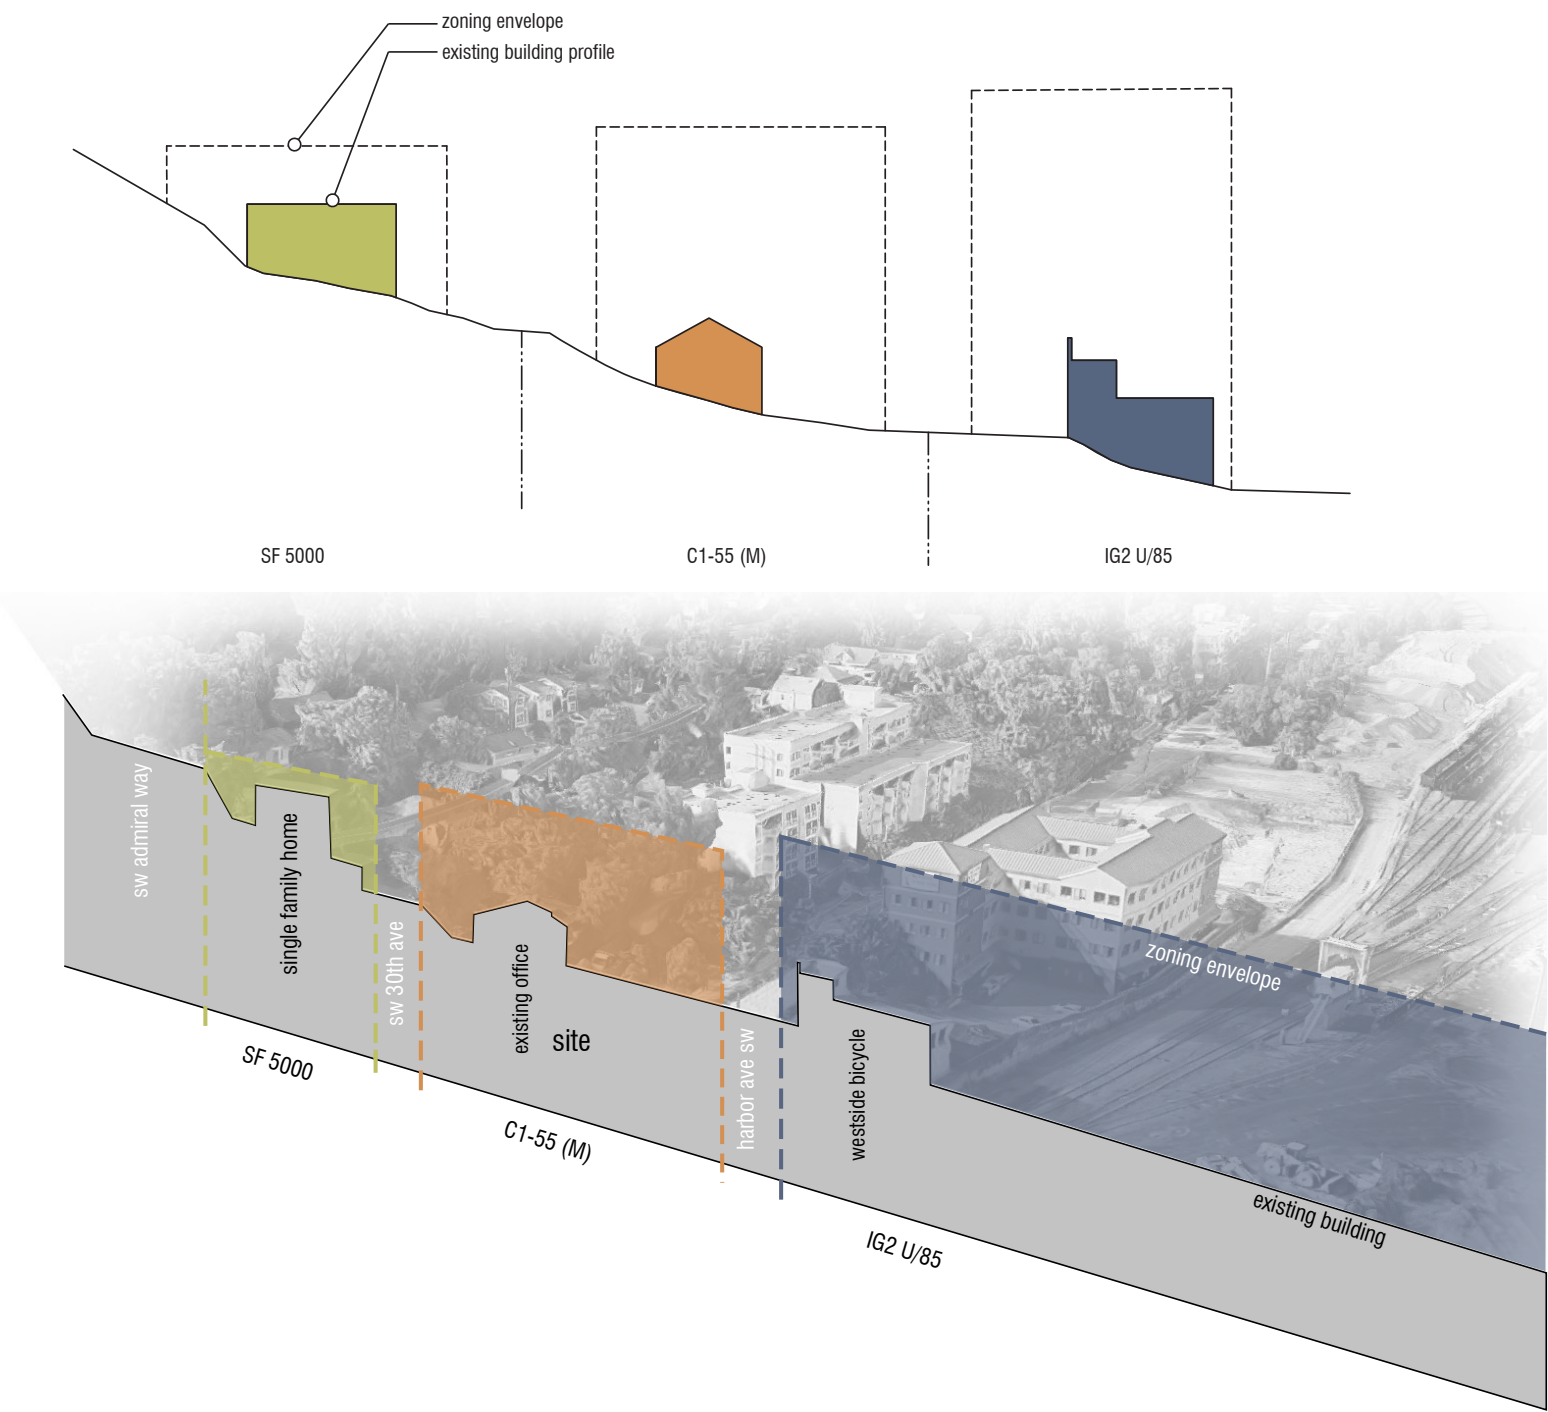 zoning envelope
existing building profile
SF 5000
C1-55 (M)
IG2 U/85
sw admiral way
single family home
sw 30th ave
existing office
site
harbor ave sw
westside bicycle
zoning envelope
existing building
SF 5000
C1-55 (M)
IG2 U/85